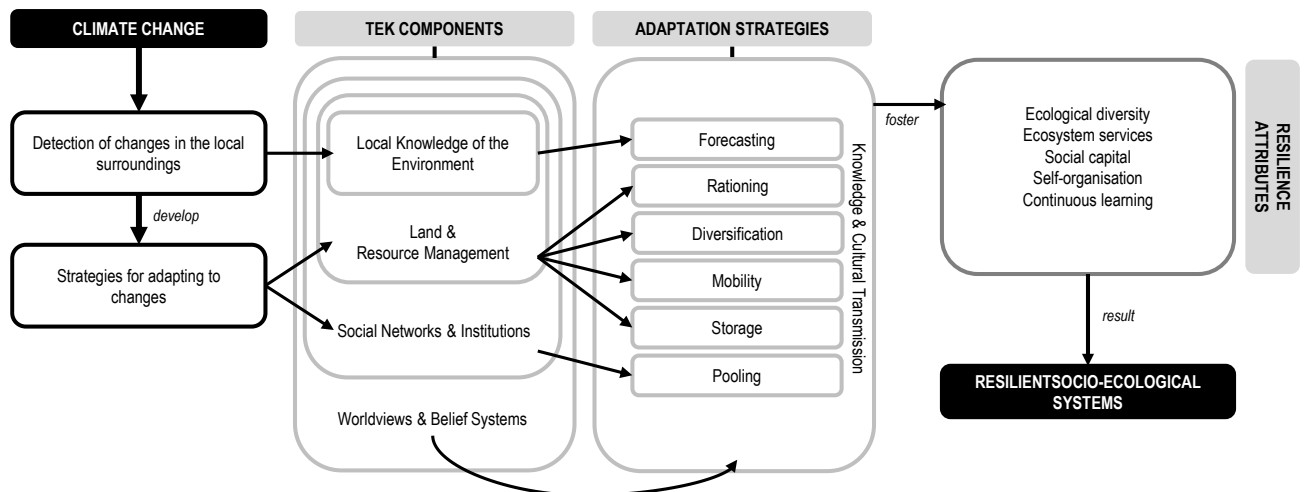 CLIMATE CHANGE
Detection of changes in the local
surroundings
develop
Strategies for adapting to
changes
TEK COMPONENTS
Local Knowledge of the
Environment
Land &
Resource Management
Social Networks & Institutions
Worldviews & Belief Systems
ADAPTATION STRATEGIES
Forecasting
Rationing
Diversification
Mobility
Storage
Pooling
Knowledge & Cultural Transmission
foster
Ecological diversity
Ecosystem services
Social capital
Self-organisation
Continuous learning
RESILIENCE
ATTRIBUTES
result
RESILIENTSOCIO-ECOLOGICAL
SYSTEMS